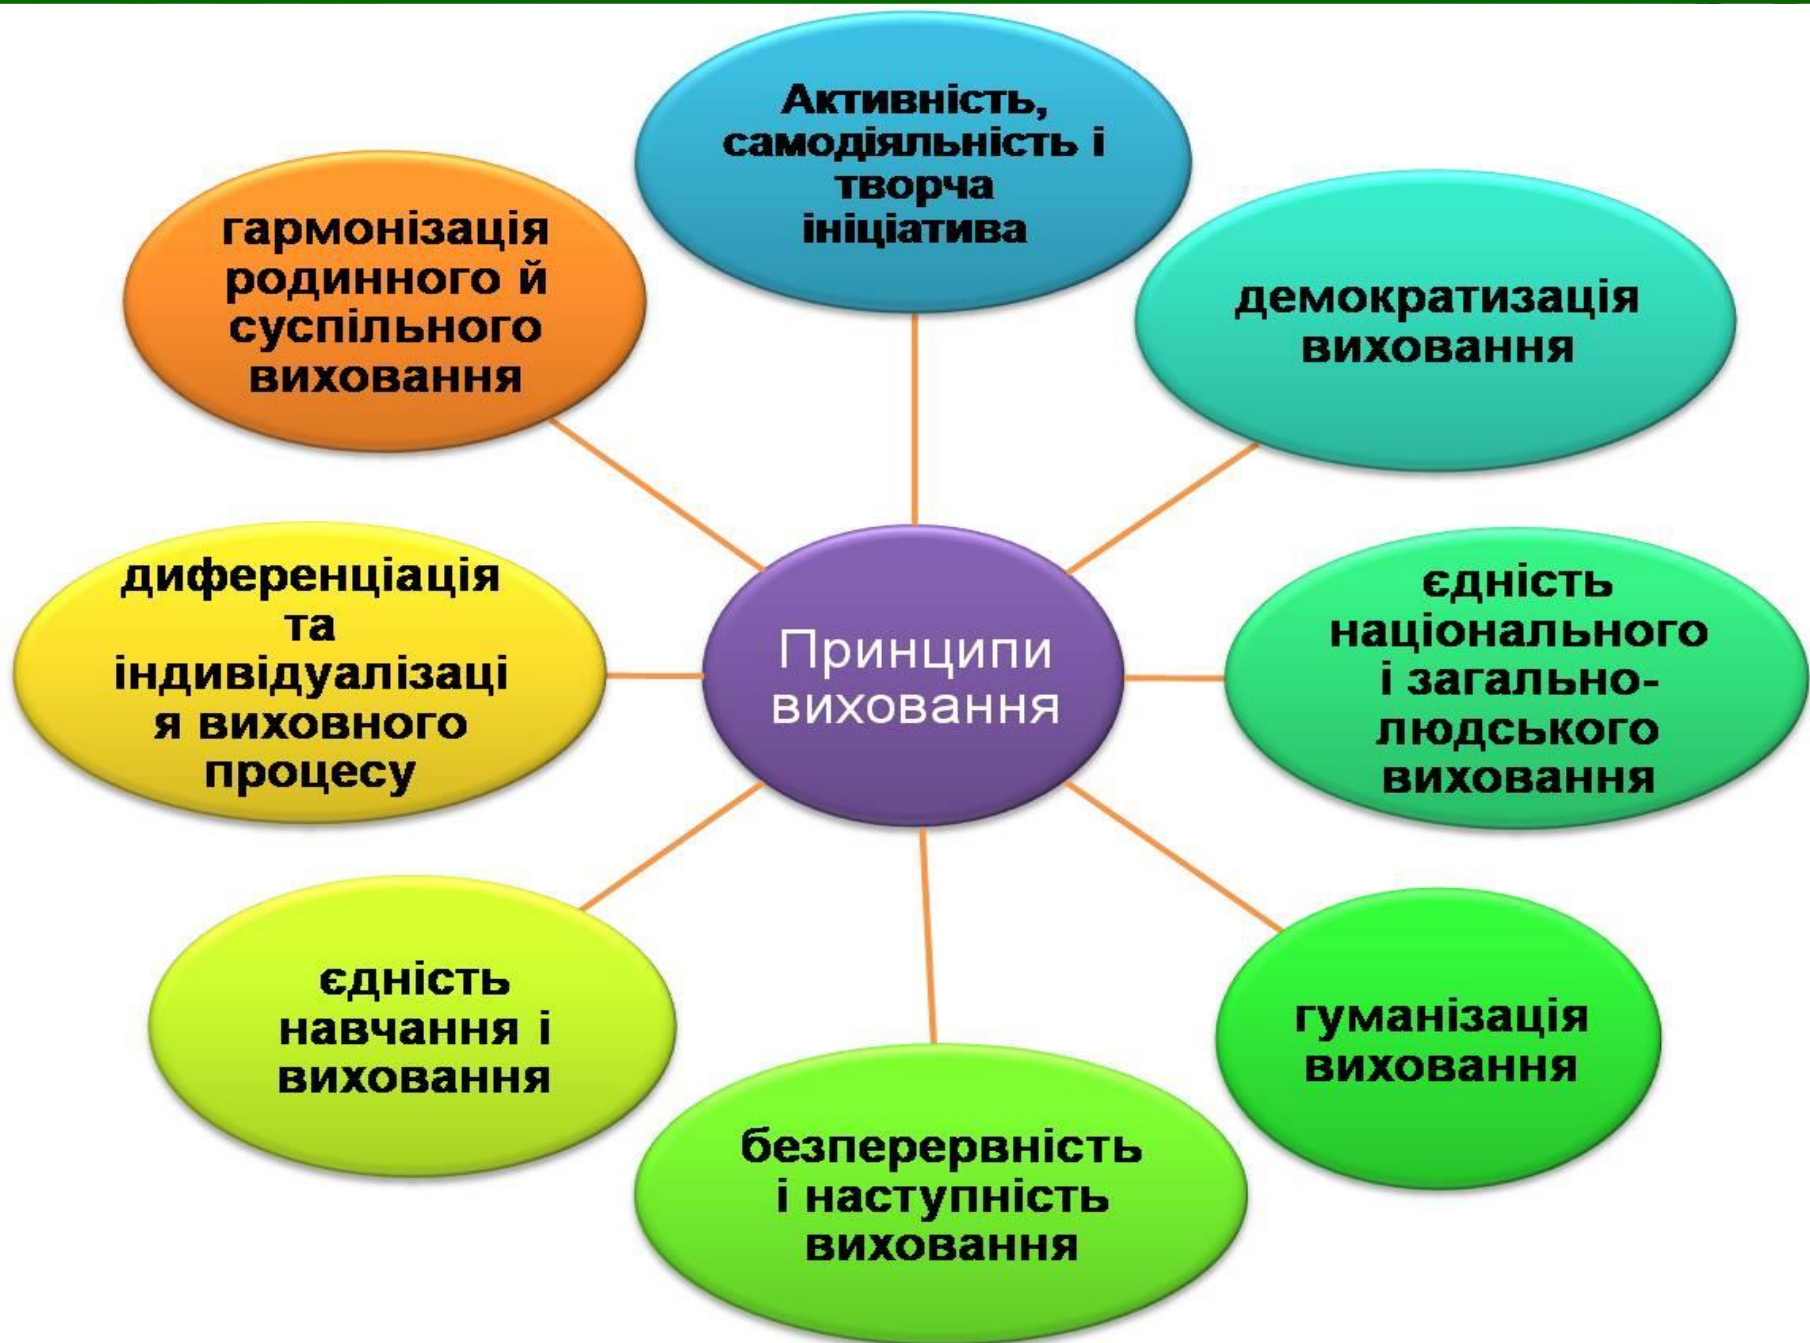 Активність,
самодіяльність і
творча
ініціатива
гармонізація
родинного й
суспільного
виховання
демократизація
виховання
диференціація
та
індивідуалізаці
я виховного
процесу
Принципи
виховання
єдність
національного
і загально-
людського
виховання
єдність
навчання і
виховання
гуманізація
виховання
безперервність
і наступність
виховання